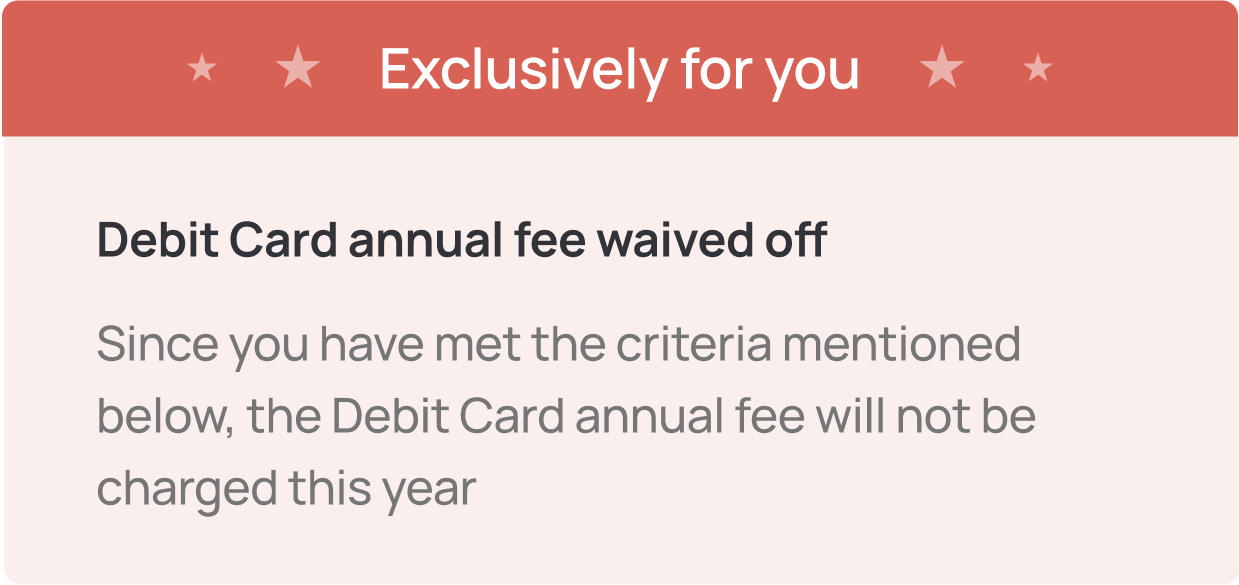 Exclusively for you
Debit Card annual fee waived off
Since you have met the criteria mentioned
below, the Debit Card annual fee will not be
charged this year